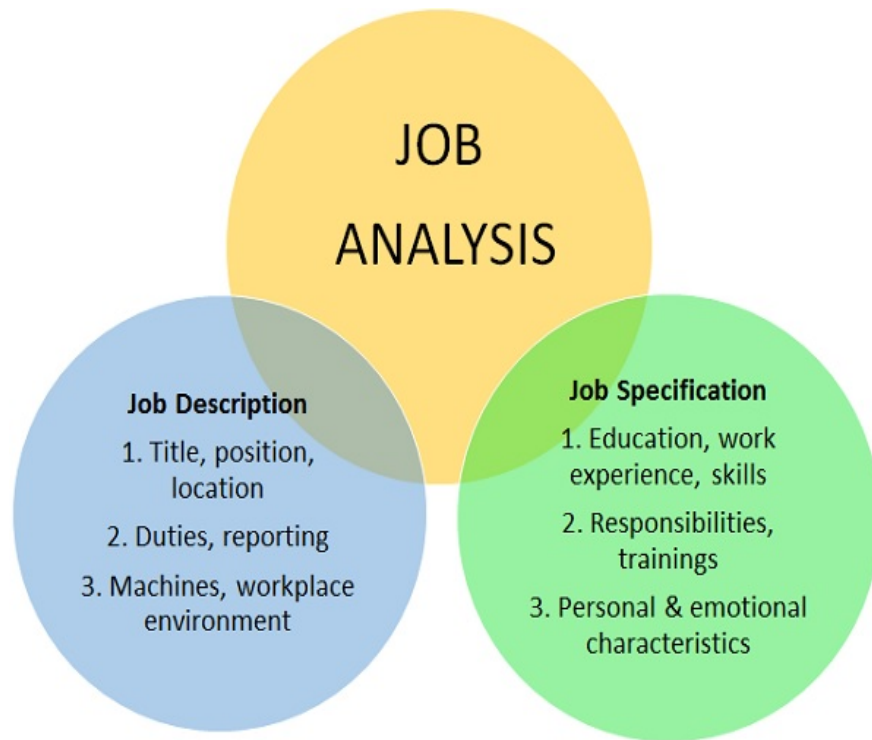 JOB
ANALYSIS
Job Description
1. Title, position,
location
2. Duties, reporting
3. Machines, workplace
environment
Job Specification
1. Education, work
experience, skills
2. Responsibilities,
trainings
3. Personal & emotional
characteristics